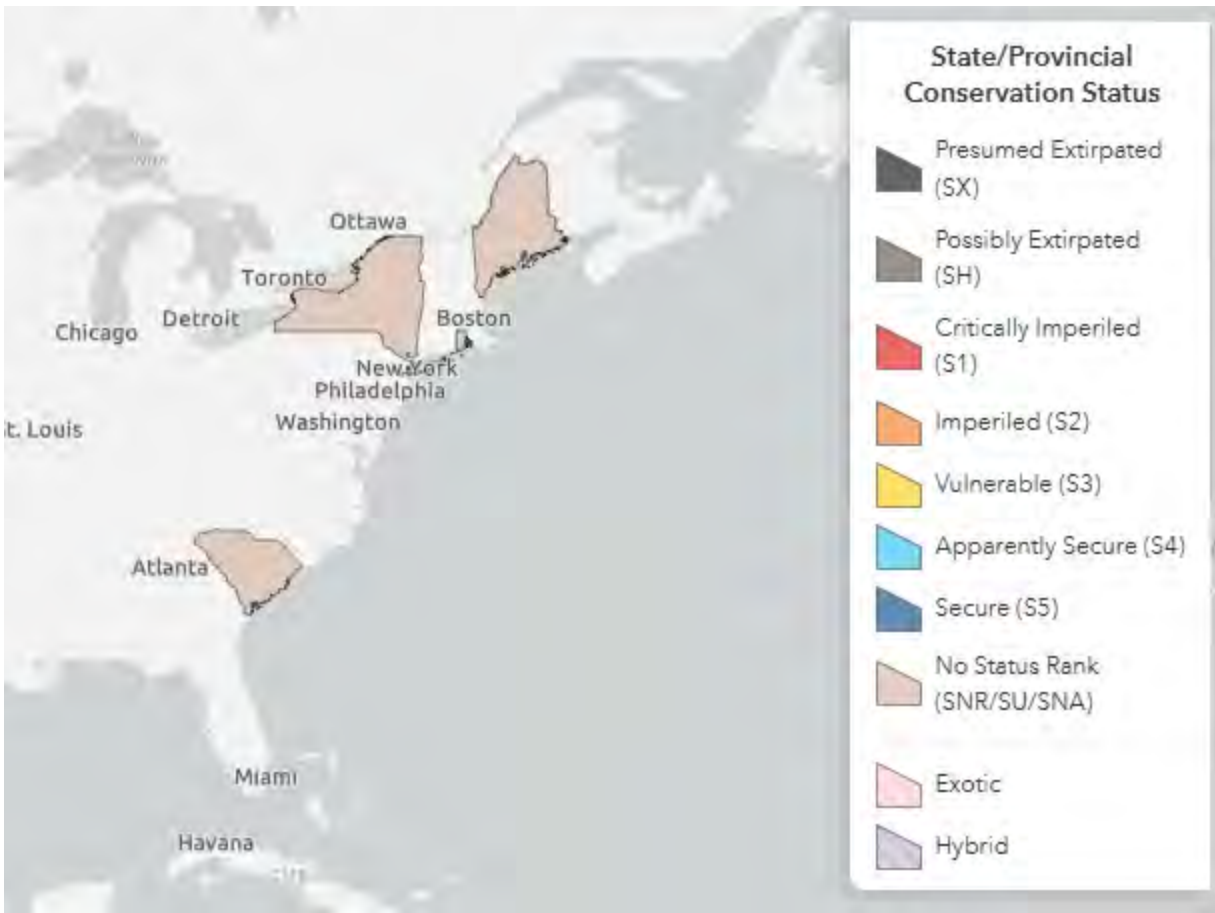 Ottawa
Toronto
Detroit
Boston
Chicago
New York
Philadelphia
Washington
t. Louis
Atlanta
Miami
Havana
State/Provincial
Conservation Status
Presumed Extirpated
(SX)
Possibly Extirpated
(SH)
Critically Imperiled
(S1)
Imperiled (S2)
Vulnerable (S3)
Apparently Secure (S4)
Secure (S5)
No Status Rank
(SNR/SU/SNA)
Exotic
Hybrid